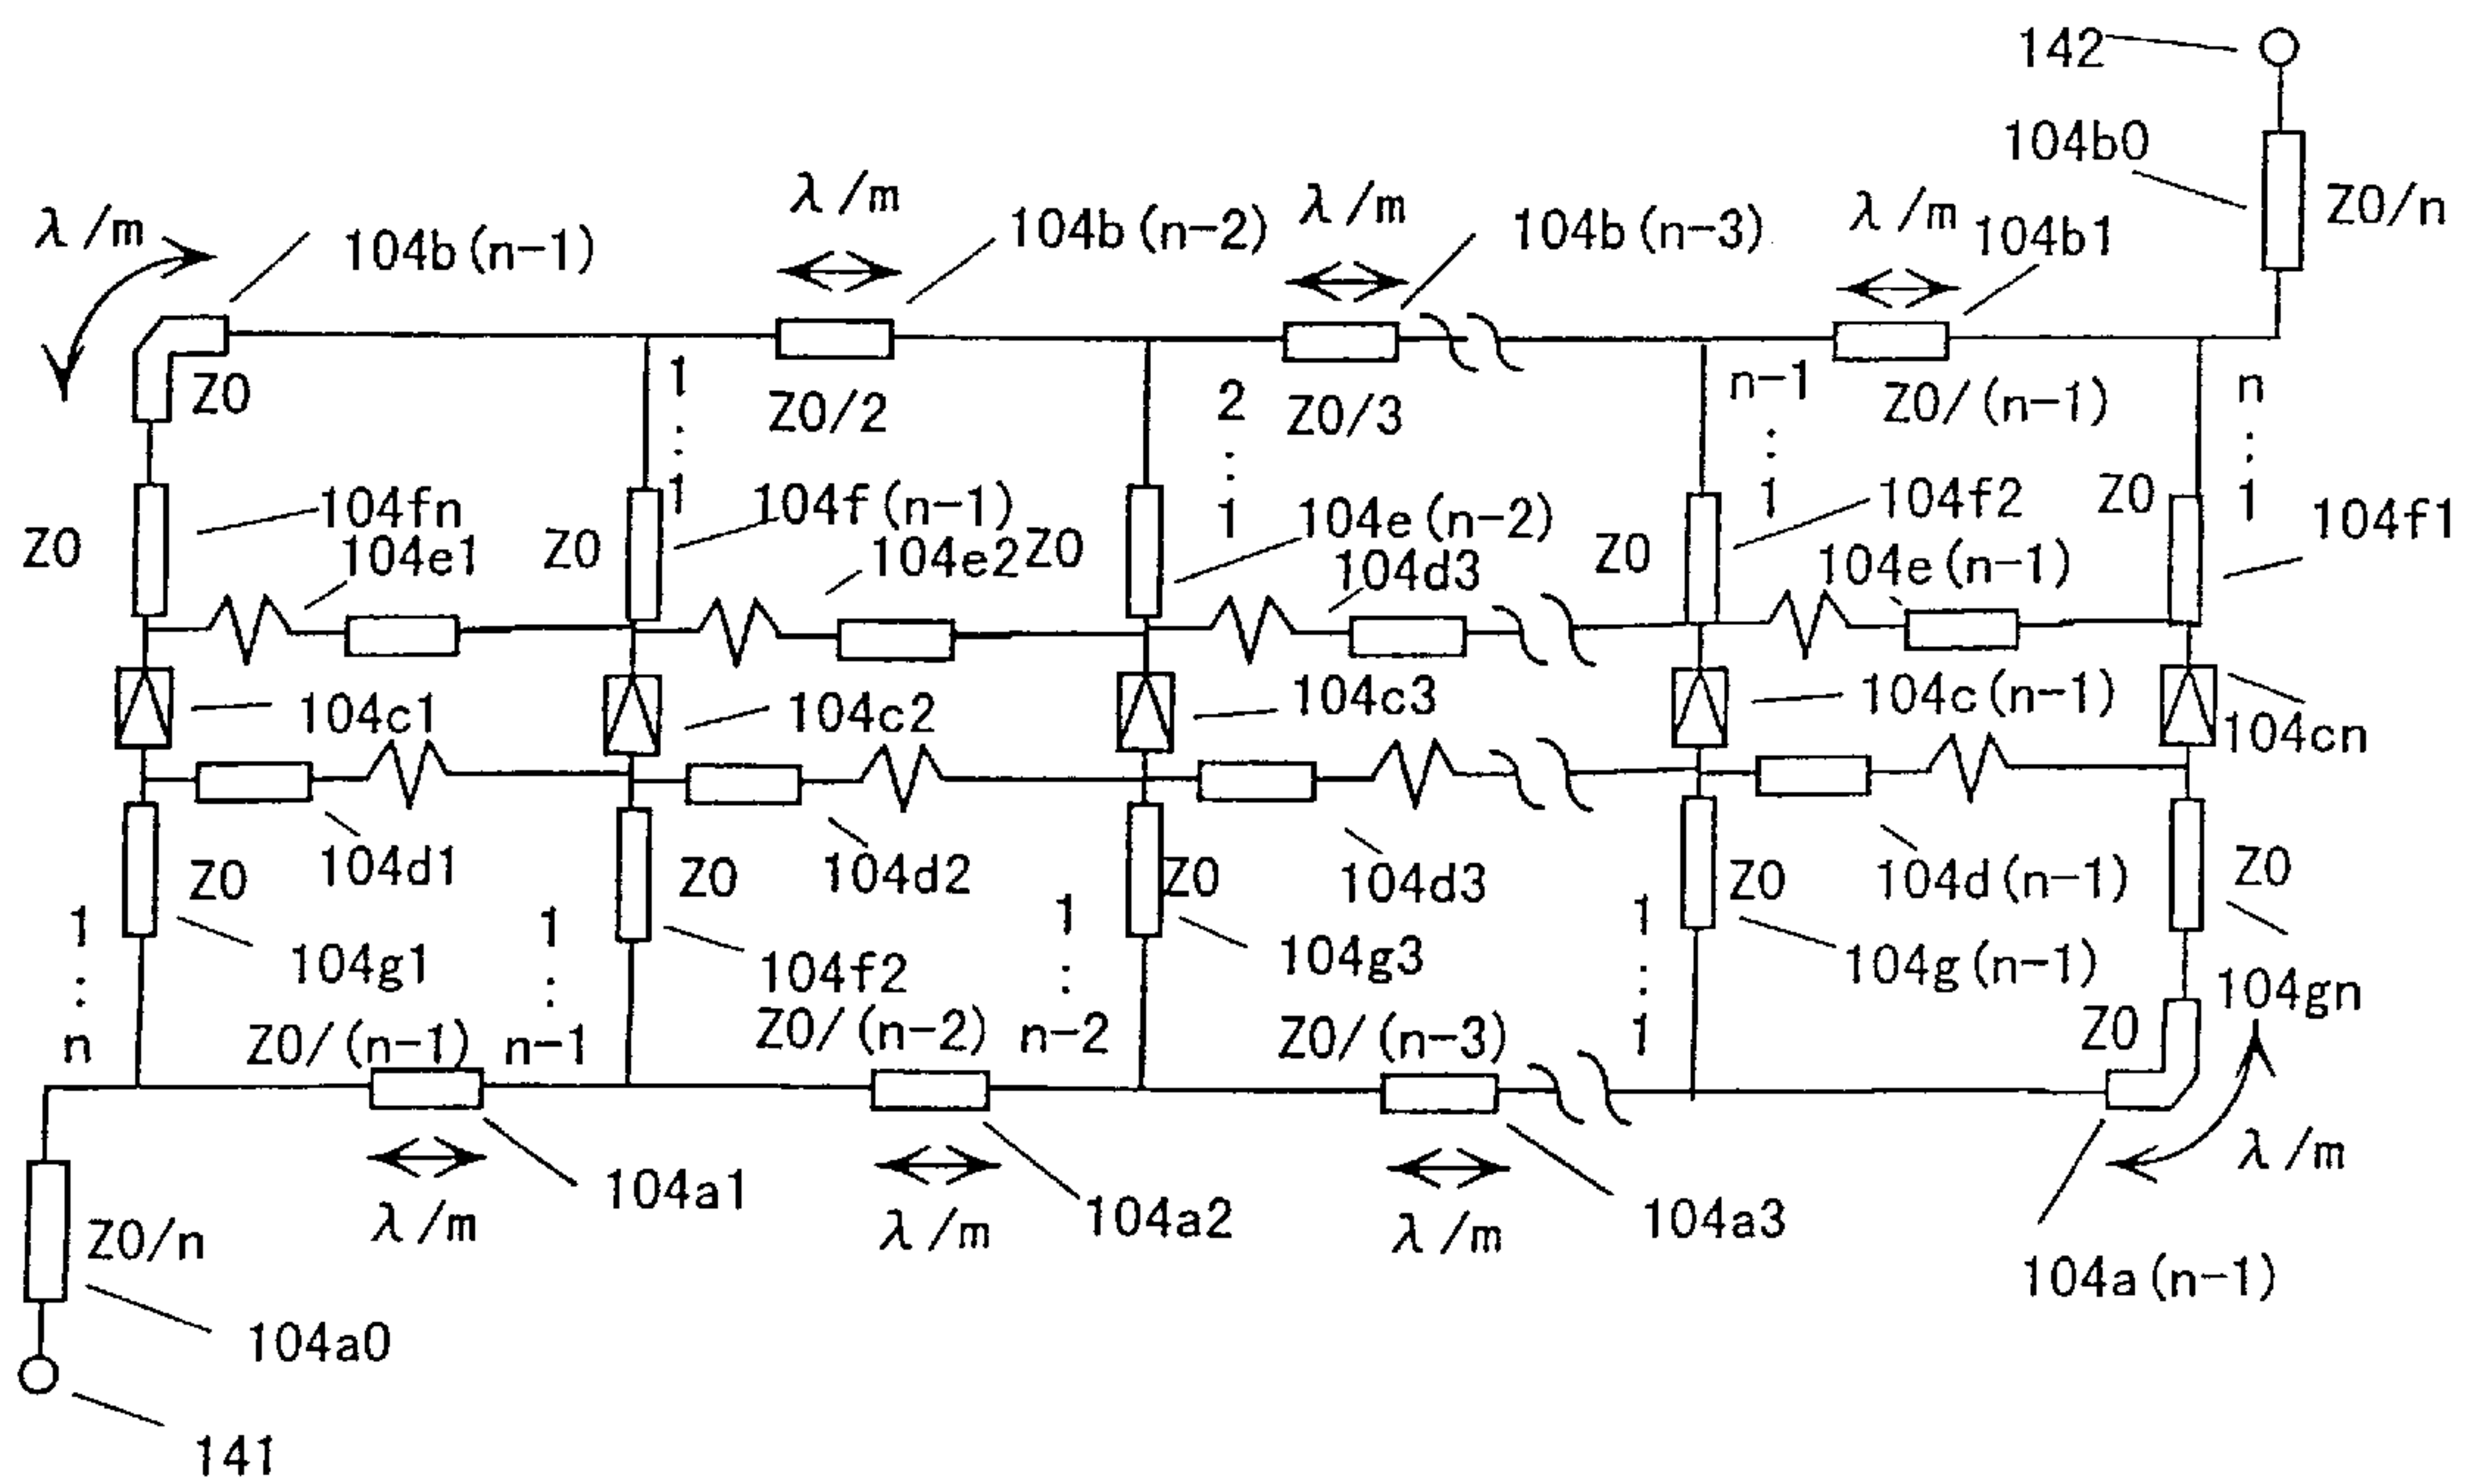 142
104b0
Z0/n
λ/m
104b(n-1)
λ/m
104b(n-2)
λ/m
104b(n-3)
λ/m
104b1
Z0
1
:
1
Z0/2
2
:
1
Z0/3
n-1
:
1
Z0/(n-1)
n
:
1
Z0
104fn
104e1
Z0
104f(n-1)
104e2
Z0
104e(n-2)
104d3
Z0
104f2
104e(n-1)
Z0
104f1
104c1
104c2
104c3
104c(n-1)
104cn
104d1
Z0
104d2
Z0
104d3
Z0
104d(n-1)
Z0
Z0
1
:
n
104g1
1
:
n-1
104f2
1
:
n-2
104g3
1
:
1
104g(n-1)
104gn
Z0/(n-1)
Z0/(n-2)
Z0/(n-3)
Z0
λ/m
104a1
λ/m
104a2
λ/m
104a3
λ/m
104a(n-1)
Z0/n
104a0
141